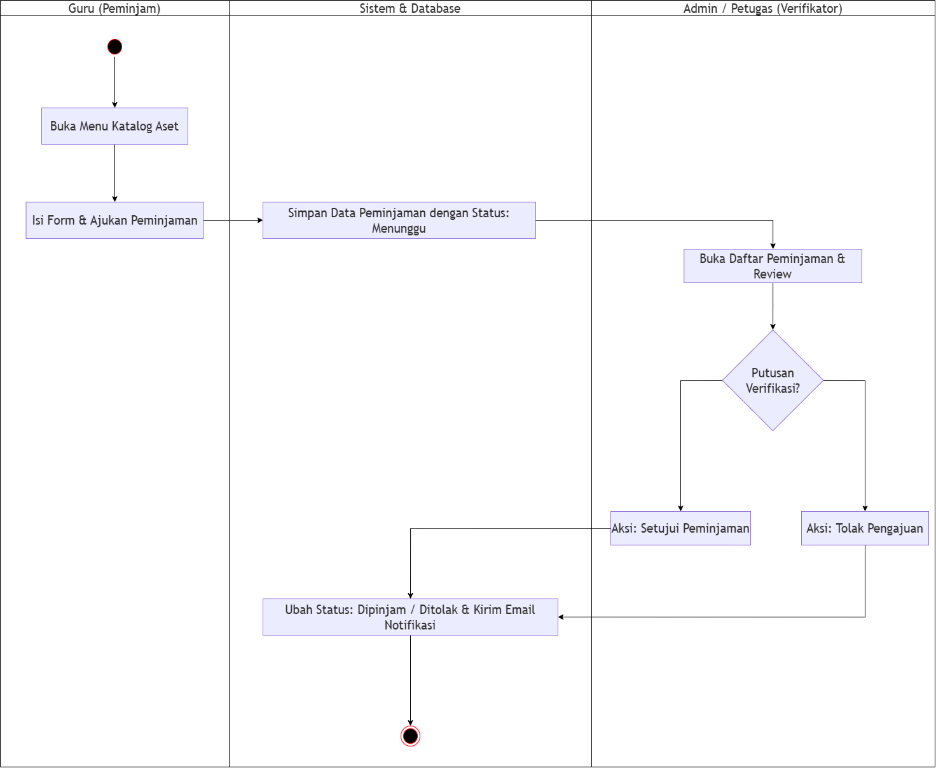 Guru (Peminjam)
Sistem & Database
Admin / Petugas (Verifikator)
Buka Menu Katalog Aset
Isi Form & Ajukan Peminjaman
Simpan Data Peminjaman dengan Status:
Menunggu
Buka Daftar Peminjaman &
Review
Putusan
Verifikasi?
Aksi: Setujui Peminjaman
Aksi: Tolak Pengajuan
Ubah Status: Dipinjam / Ditolak & Kirim Email
Notifikasi